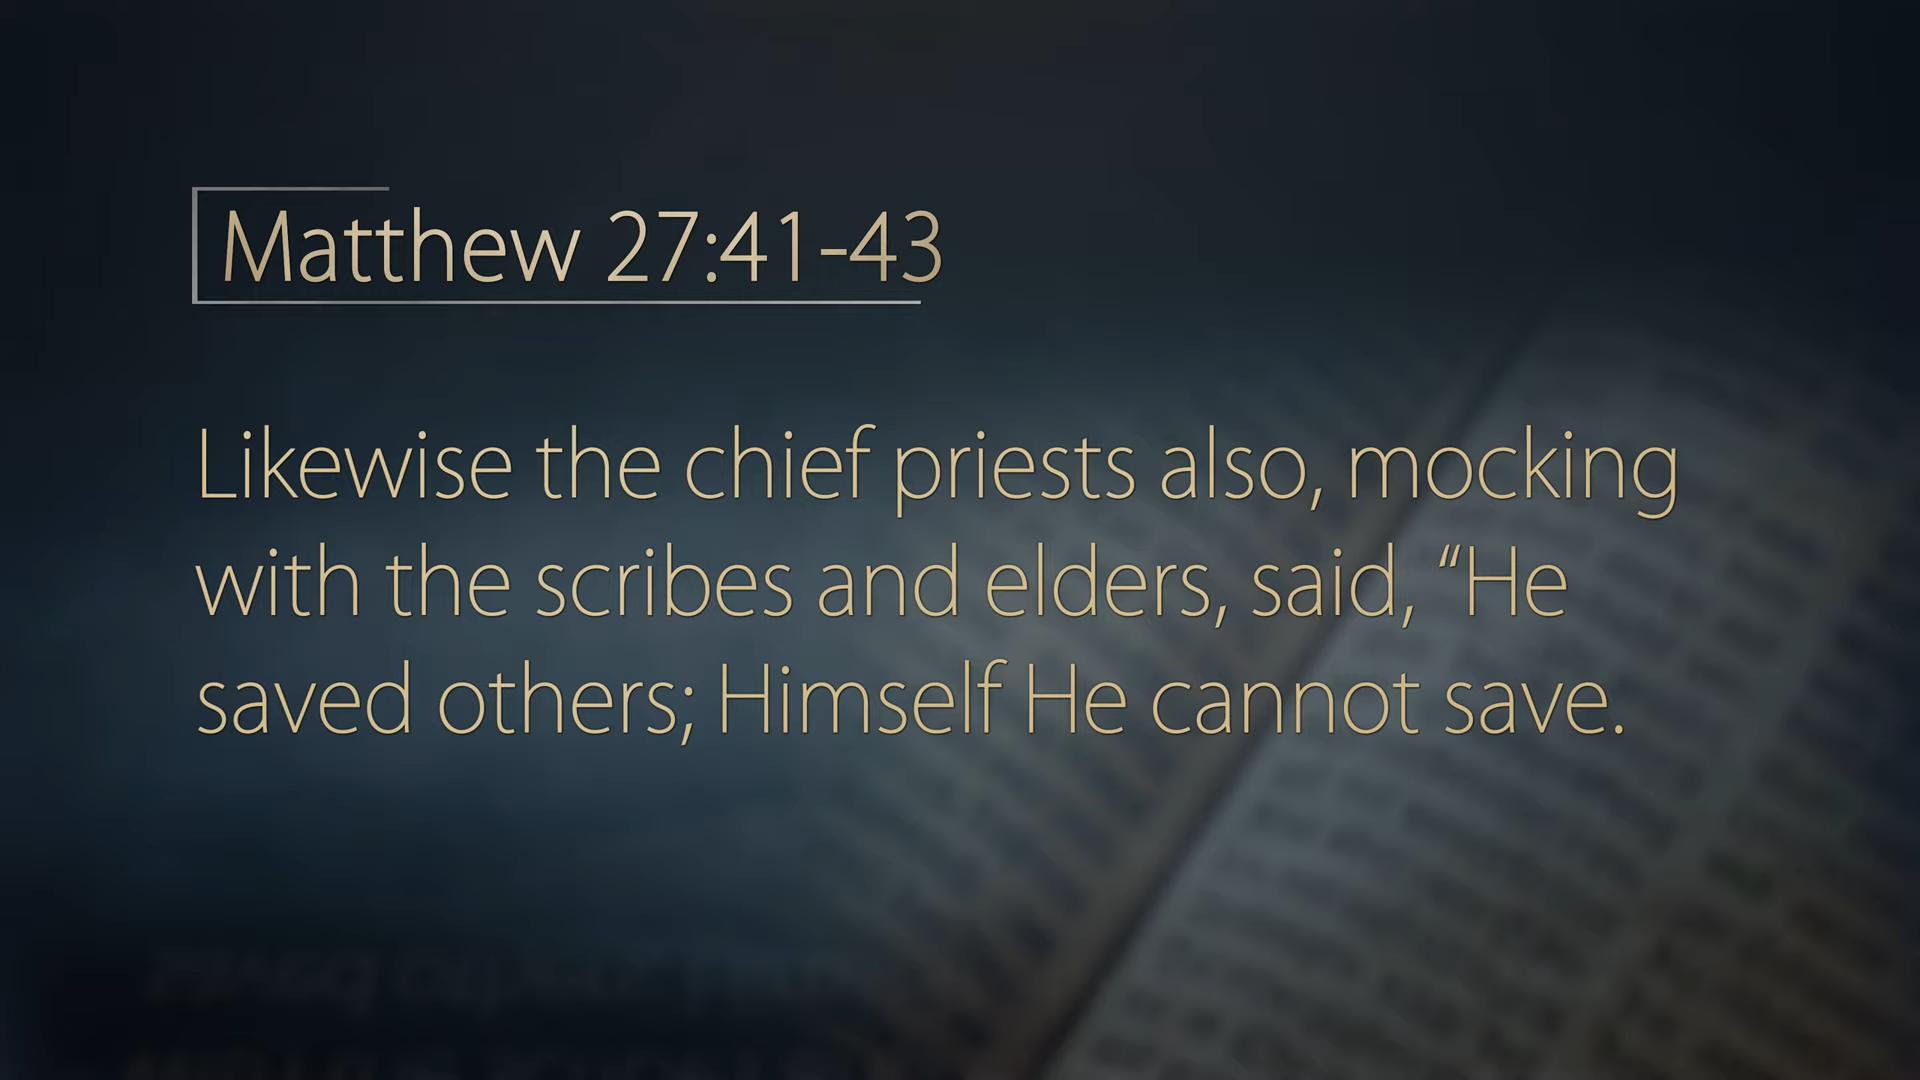 Matthew 27:41-43
Likewise the chief priests also, mocking
with the scribes and elders, said, “He
saved others; Himself He cannot save.